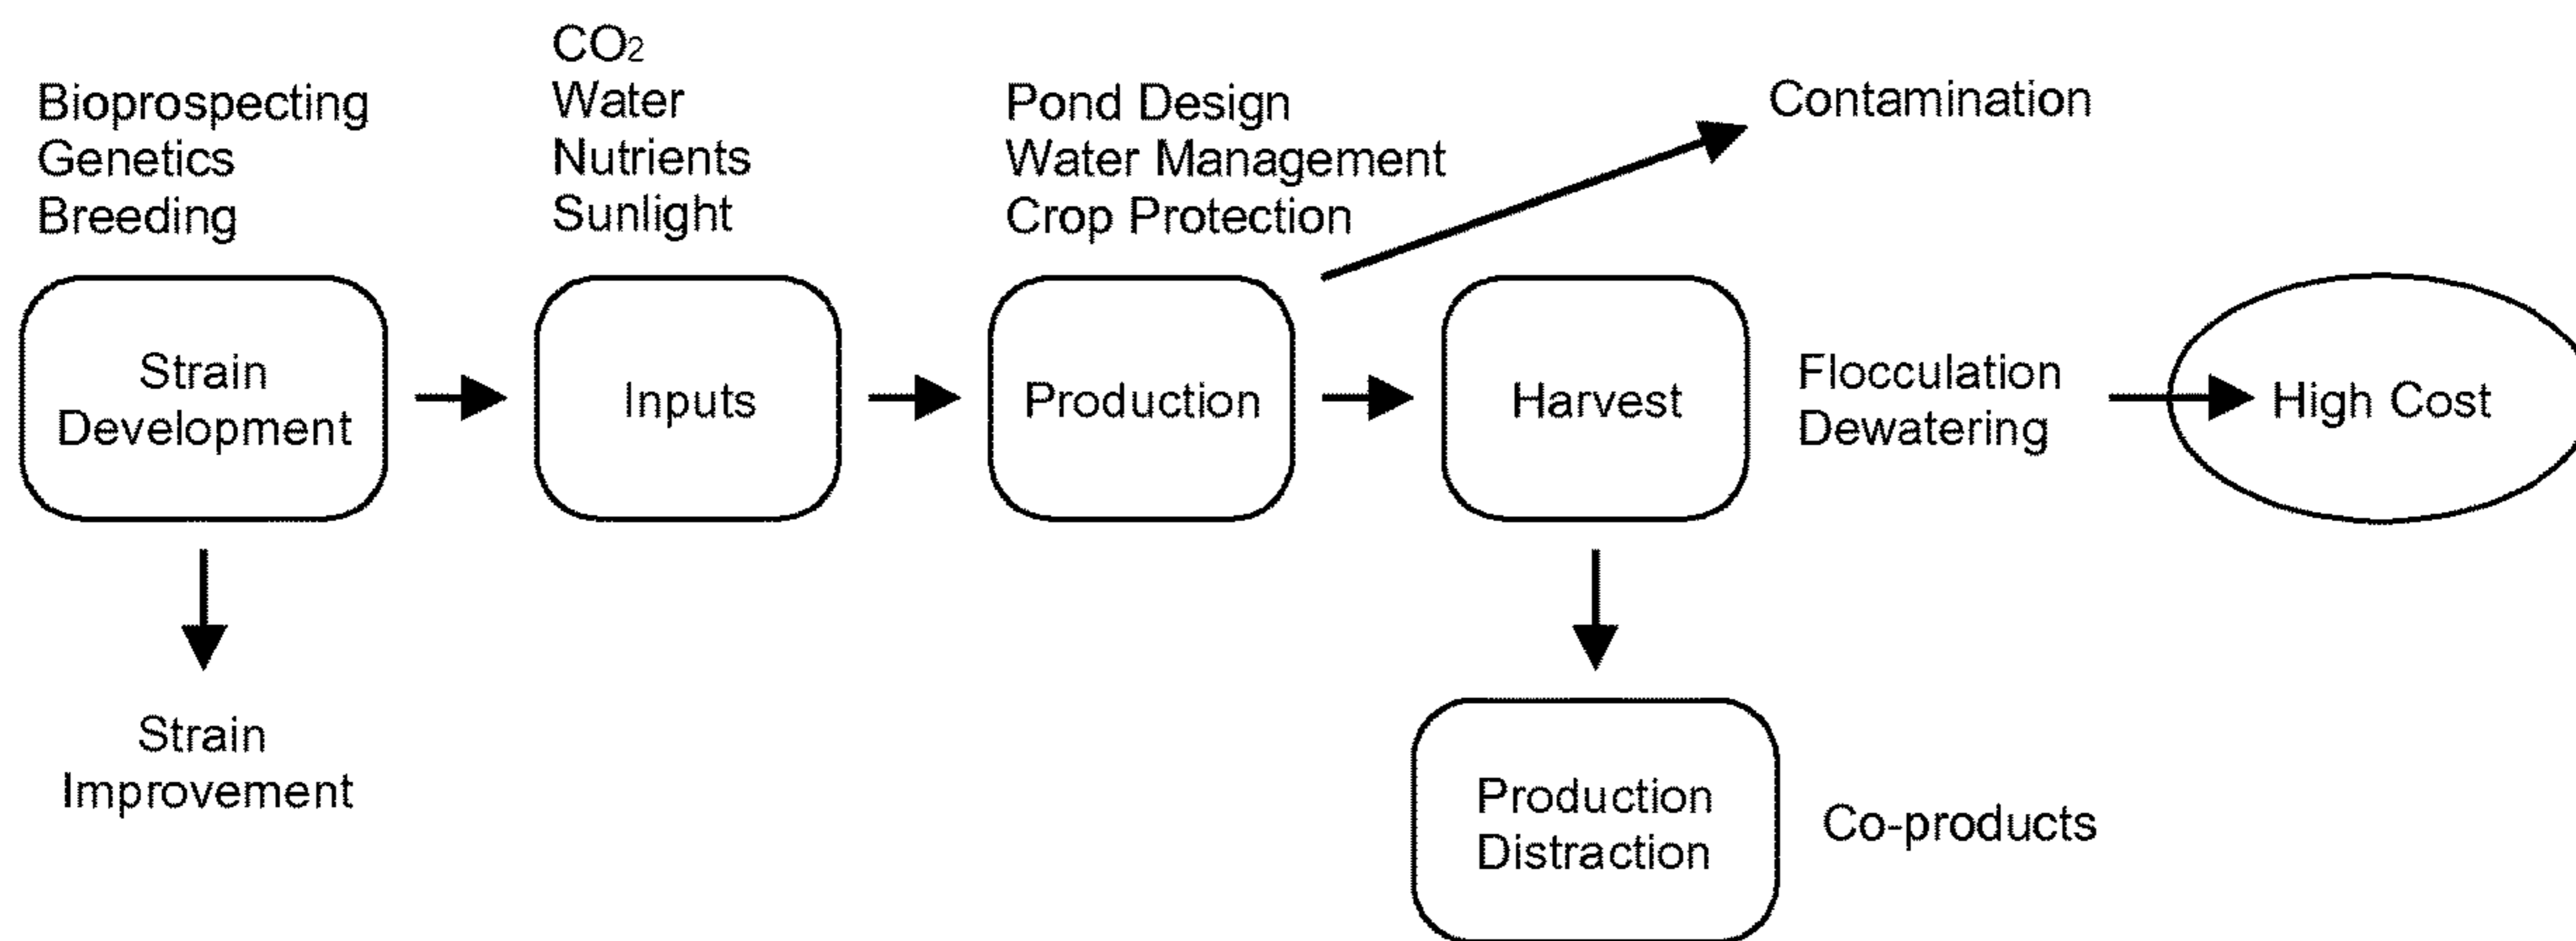 Bioprospecting
Genetics
Breeding
CO₂
Water
Nutrients
Sunlight
Pond Design
Water Management
Crop Protection
Contamination
Strain
Development
Inputs
Production
Harvest
Flocculation
Dewatering
High Cost
Strain
Improvement
Production
Distraction
Co-products